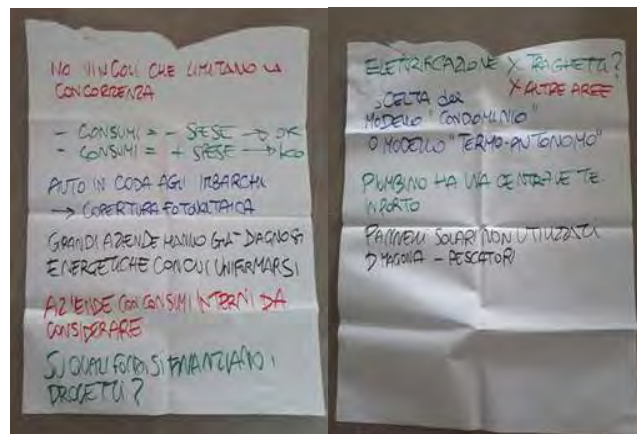 NO VINCOLI CHE LIMITANO LA
CONCORRENZA
- CONSUMI = - SPESE → OK
- CONSUMI = + SPESE → KO
AUTO IN CODA AGLI IMBARCHI
→ COPERTURA FOTOVOLTAICA
GRANDI AZIENDE HANNO GIA' DIAGNOSI
ENERGETICHE CON CUI UNIFORMARSI
AZIENDE CON CONSUMI INTERNI DA
CONSIDERARE
SU QUALI FONDI SI FINANZIANO I
PROGETTI?
ELETTRIFICAZIONE X TRAGHETTI?
X ALTRE AREE
SCELTA del
MODELLO "CONDOMINIO"
O MODELLO "TERMO-AUTONOMO"
PIOMBINO HA UNA CENTRALE TE.
IN PORTO
PANNELLI SOLARI NON UTILIZZATI
MAGONA - PESCATORI